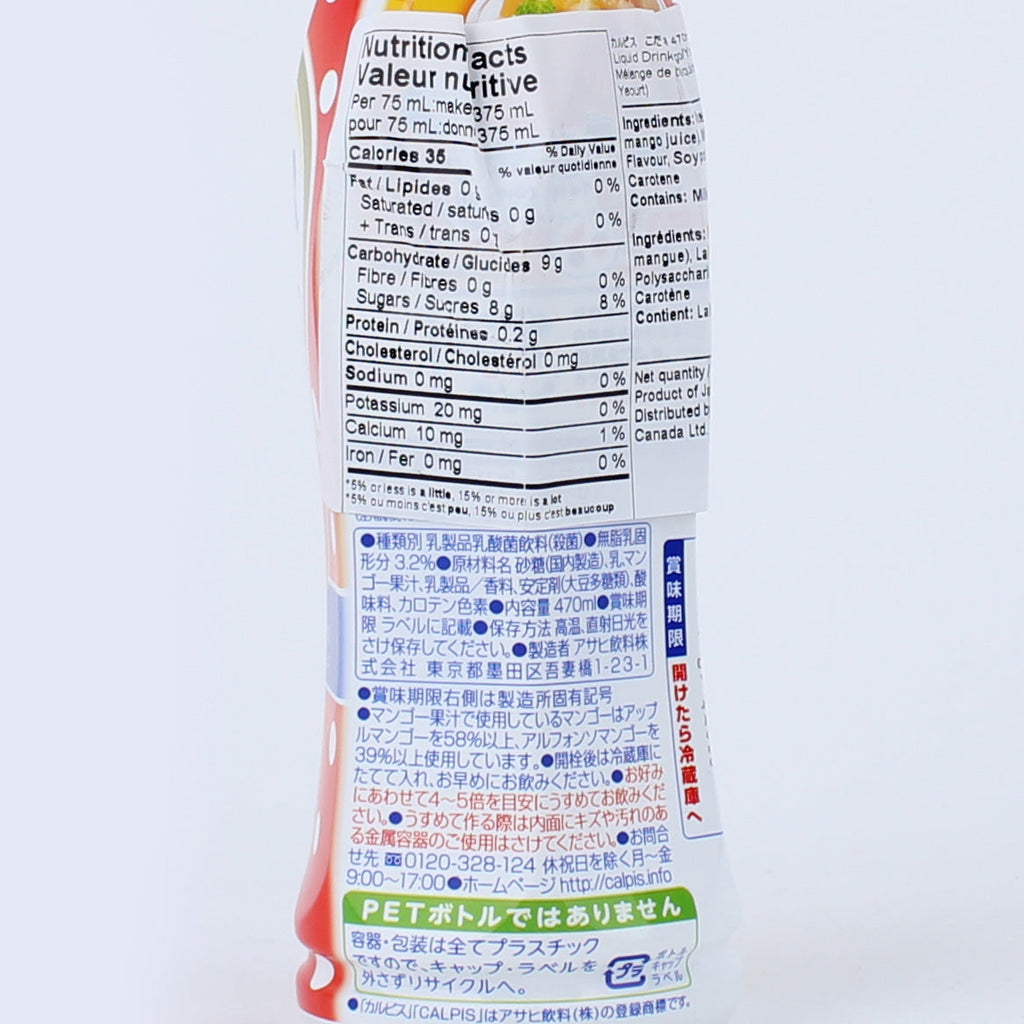 Nutrition acts
Valeur nu ritive
Per 75 mL:make 375 mL
pour 75 mL:donn 375 mL
Calories 35
% Daily Value
% valeur quotidienne
Fat / Lipides 0 0 %
Saturated / saturés 0 g
+ Trans / trans 0 0 %
Carbohydrate / Glucides 9 g
Fibre / Fibres 0 g 0 %
Sugars / Sucres 8 g 8 %
Protein / Protéines 0.2 g
Cholesterol / Cholestérol 0 mg
Sodium 0 mg 0 %
Potassium 20 mg 0 %
Calcium 10 mg 1 %
Iron / Fer 0 mg 0 %
*5% or less is a little, 15% or more is a lot
*5% ou moins c'est peu, 15% ou plus c'est beaucoup
カルピス
Liquid Drink
Mélange de
Yeourt)
Ingredients:
mango juice),
Flavour, Soy
Carotene
Contains:
Ingrédients:
mangue),
Polysacchari
Carotène
Contient:
Net quantity /
Product of
Distributed b
Canada Ltd.
●種類別 乳製品乳酸菌飲料(殺菌)●無脂乳固
形分 3.2%●原材料名 砂糖(国内製造)、乳、マン
ゴー果汁、乳製品／香料、安定剤(大豆多糖類)、酸
味料、カロテン色素●内容量 470ml●賞味期
限 ラベルに記載●保存方法 高温、直射日光を
さけ保存してください。●製造者 アサヒ飲料株
式会社 東京都墨田区吾妻橋1-23-1
●賞味期限右側は製造所固有記号
●マンゴー果汁で使用しているマンゴーはアップ
ルマンゴーを58%以上、アルフォンソマンゴーを
39%以上使用しています。●開栓後は冷蔵庫に
たてて入れ、お早めにお飲みください。●お好み
にあわせて4～5倍を目安にうすめてお飲みくだ
さい。●うすめて作る際は内面にキズや汚れのあ
る金属容器のご使用はさけてください。●お問合
せ先 0120-328-124 休祝日を除く月～金
9:00～17:00●ホームページ http://calpis.info
賞味期限
開けたら冷蔵庫へ
PETボトルではありません
容器・包装は全てプラスチック
ですので、キャップ・ラベルを
外さずリサイクルへ。
プラ
ボトル
キャップ
ラベル
●「カルピス」「CALPIS」はアサヒ飲料(株)の登録商標です。